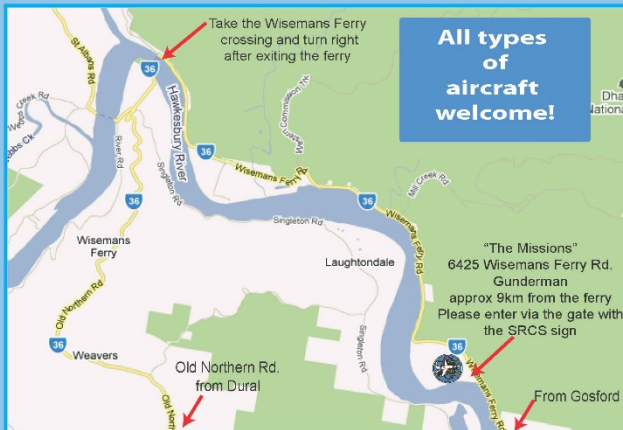 Take the Wisemans Ferry
crossing and turn right
after exiting the ferry
All types
of
aircraft
welcome!
St Albans Rd
36
Hawkesbury River
Creek Rd
River Rd
Singleton Rd
36
Wisemans Ferry Rd
Mill Creek Rd
36
36
Wisemans
Ferry
Singleton Rd
Wisemans Ferry Rd
Laughtondale
"The Missions"
6425 Wisemans Ferry Rd.
Gunderman
approx 9km from the ferry
Please enter via the gate with
the SRCS sign
Old Northern Rd
Singleton Rd
36
Weavers
36
Old Northern Rd.
from Dural
Wisemans Ferry Rd
From Gosford